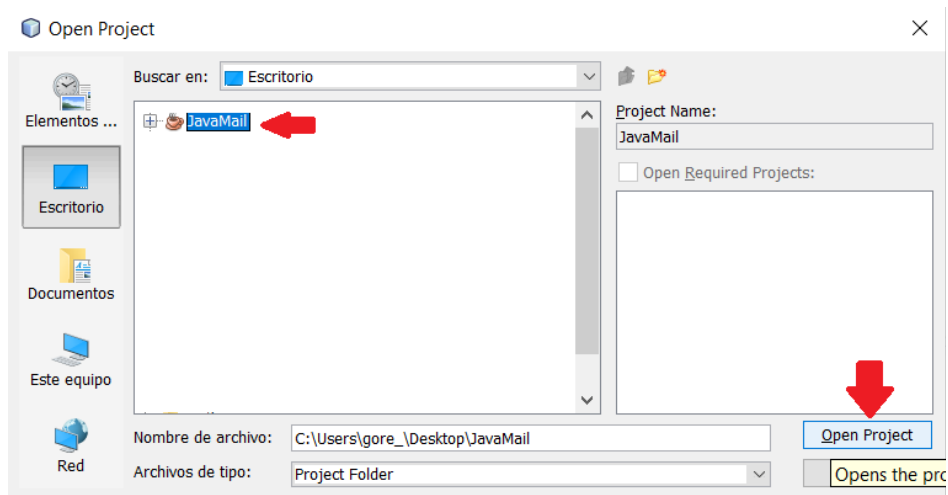 Open Project
Buscar en:
Escritorio
Elementos ...
Escritorio
Documentos
Este equipo
Red
JavaMail
Project Name:
JavaMail
Open Required Projects:
Nombre de archivo:
C:\Users\gore_\Desktop\JavaMail
Open Project
Archivos de tipo:
Project Folder
Opens the pro